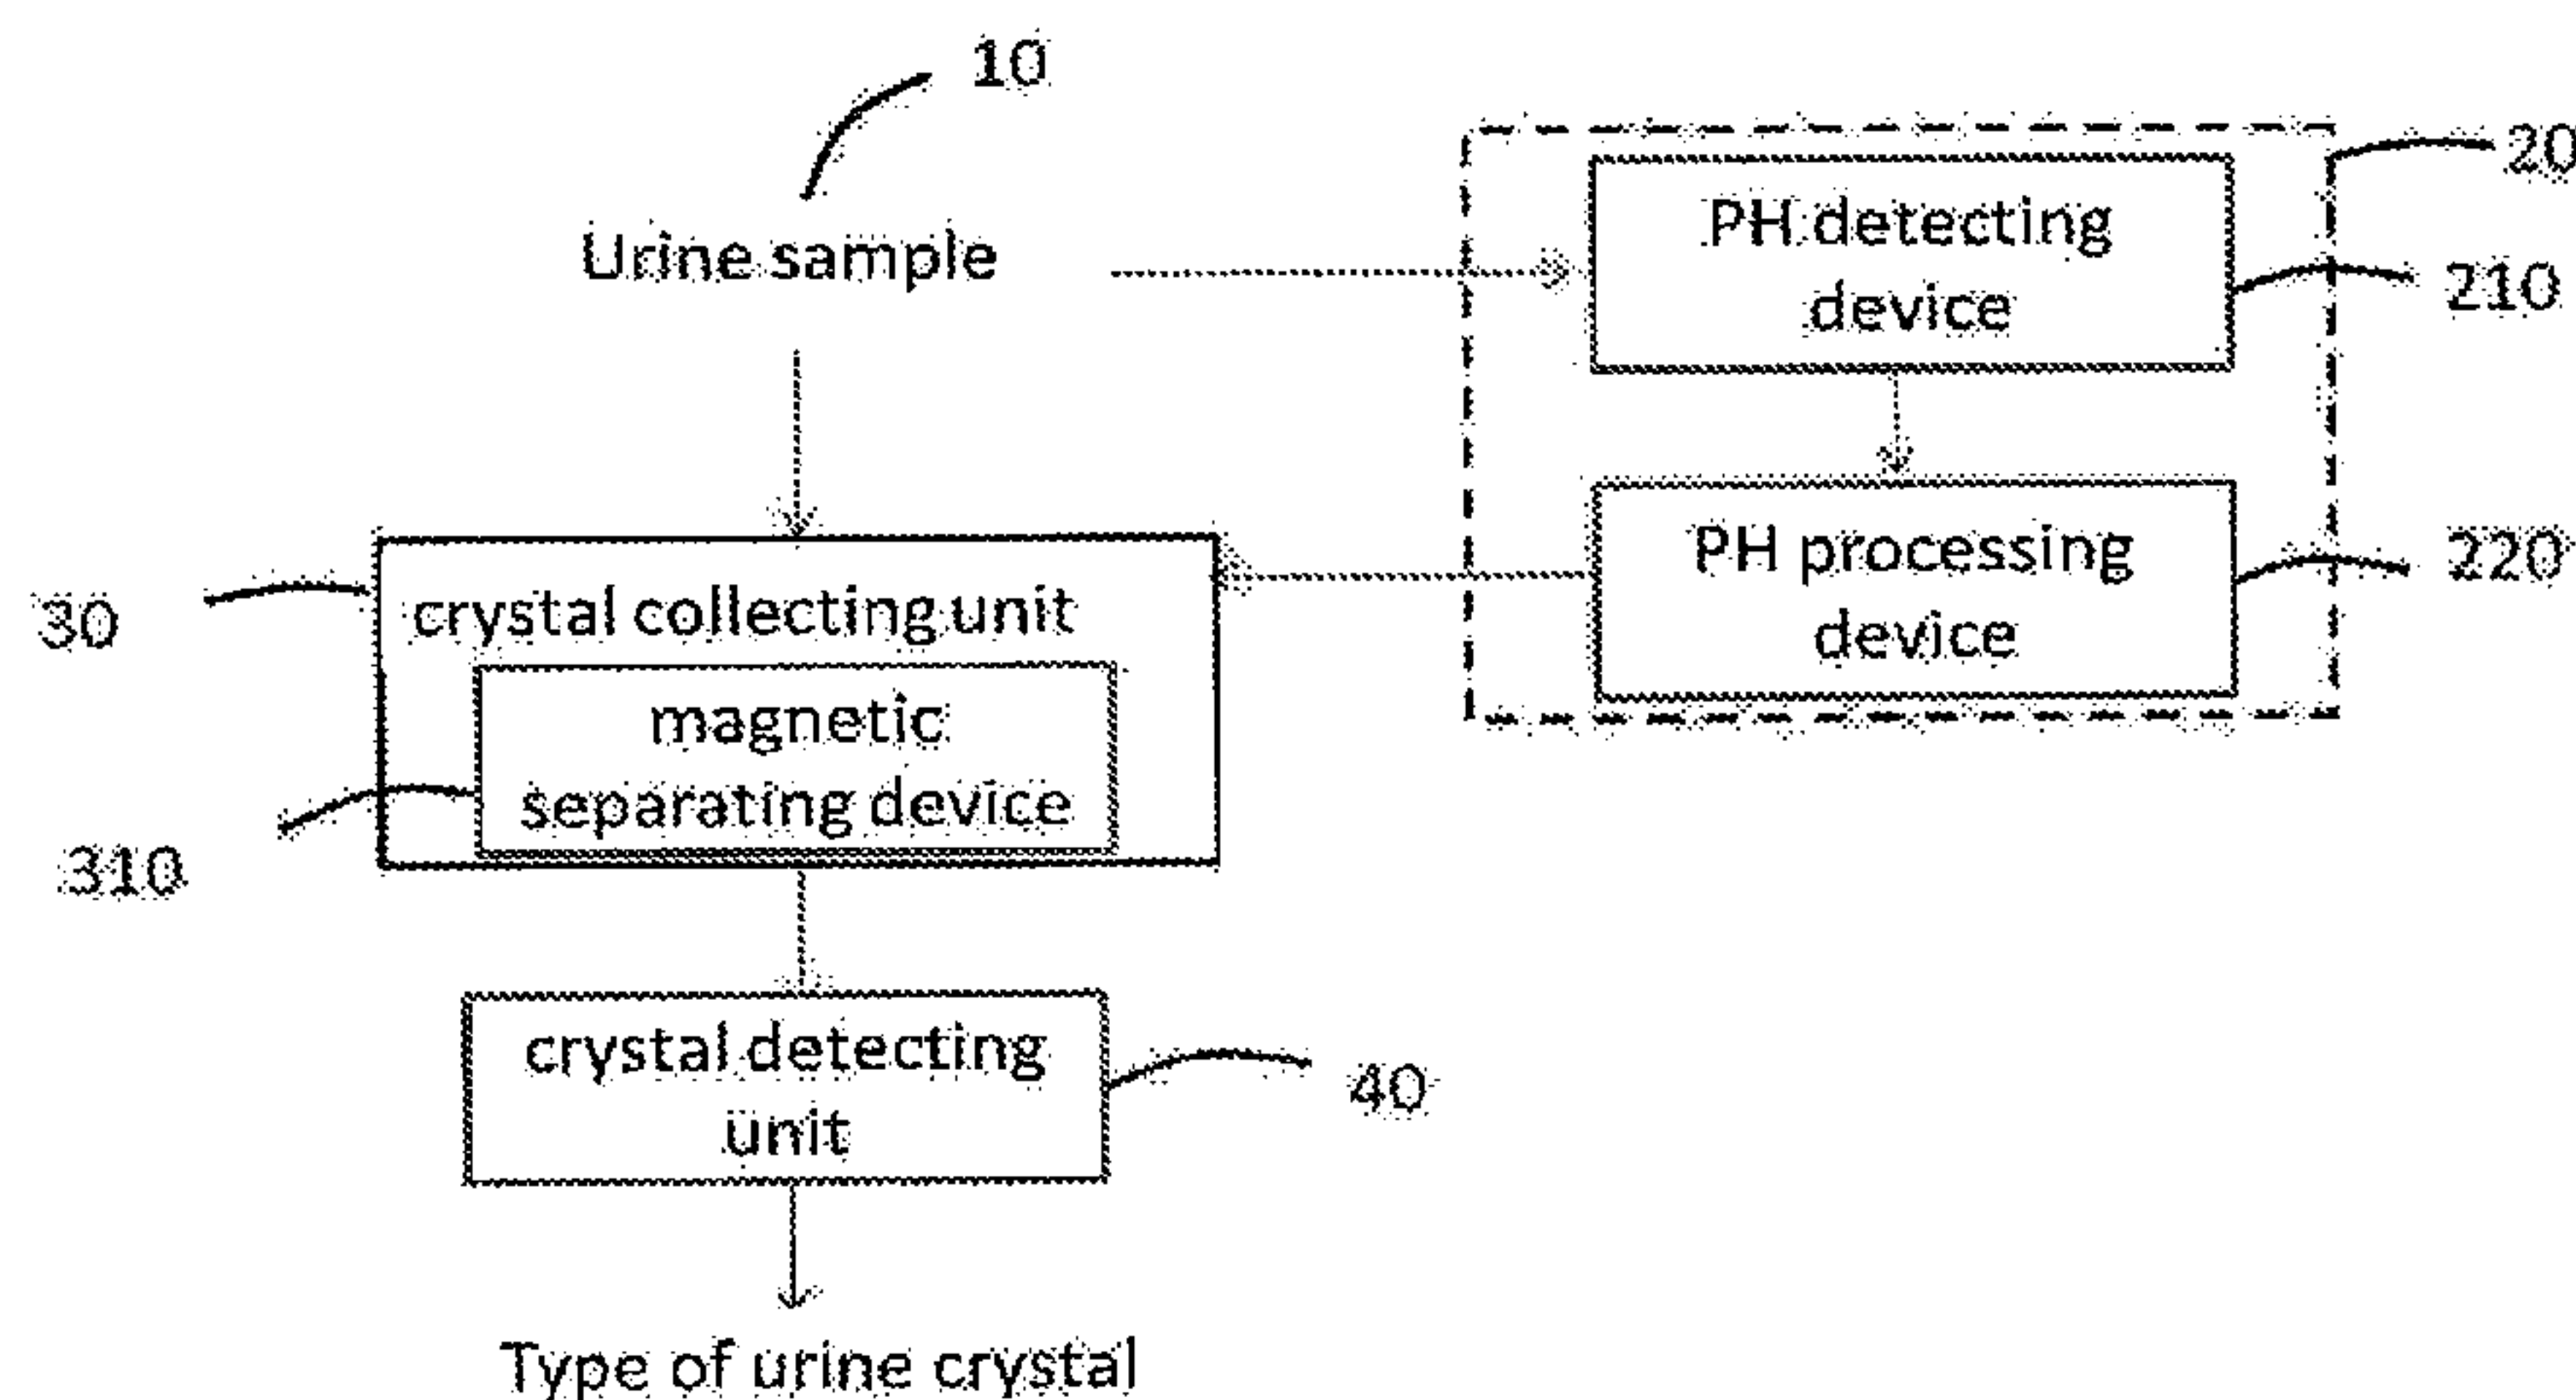 10
Urine sample
20
PH detecting
device
210
PH processing
device
220
30
crystal collecting unit
magnetic
separating device
310
crystal detecting
unit
40
Type of urine crystal